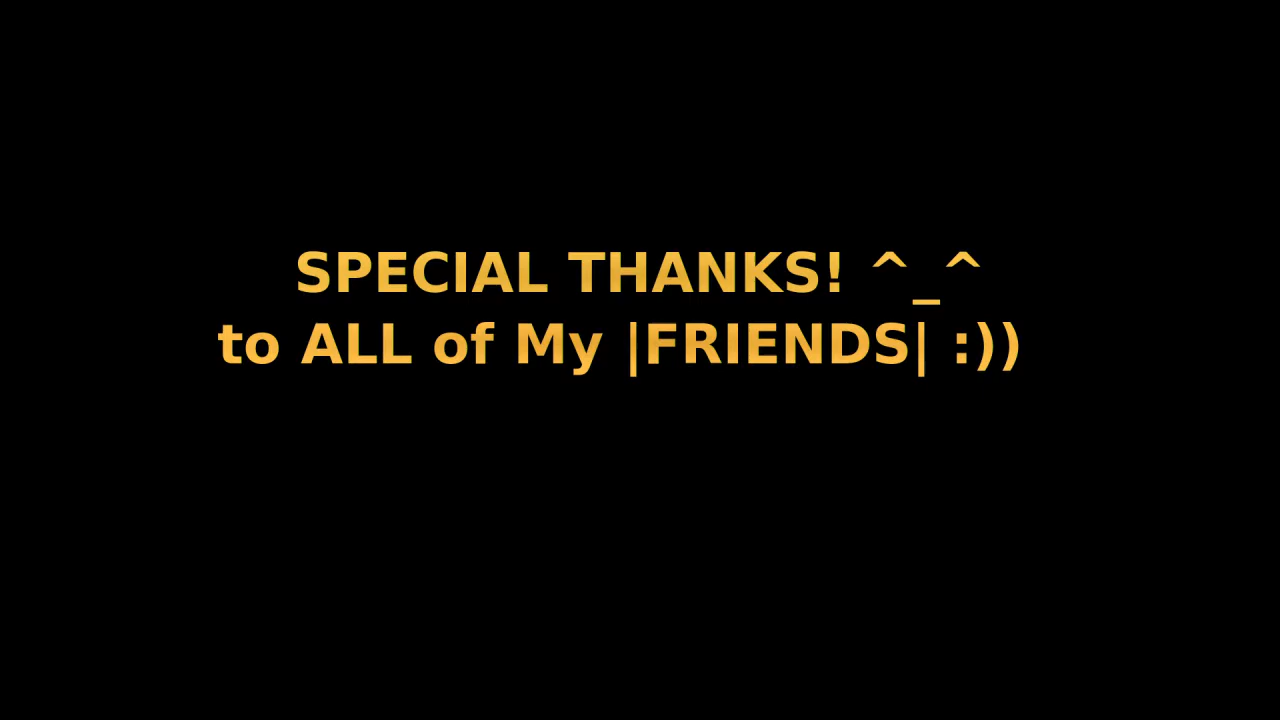 SPECIAL THANKS! ^_^
to ALL of My |FRIENDS| :))